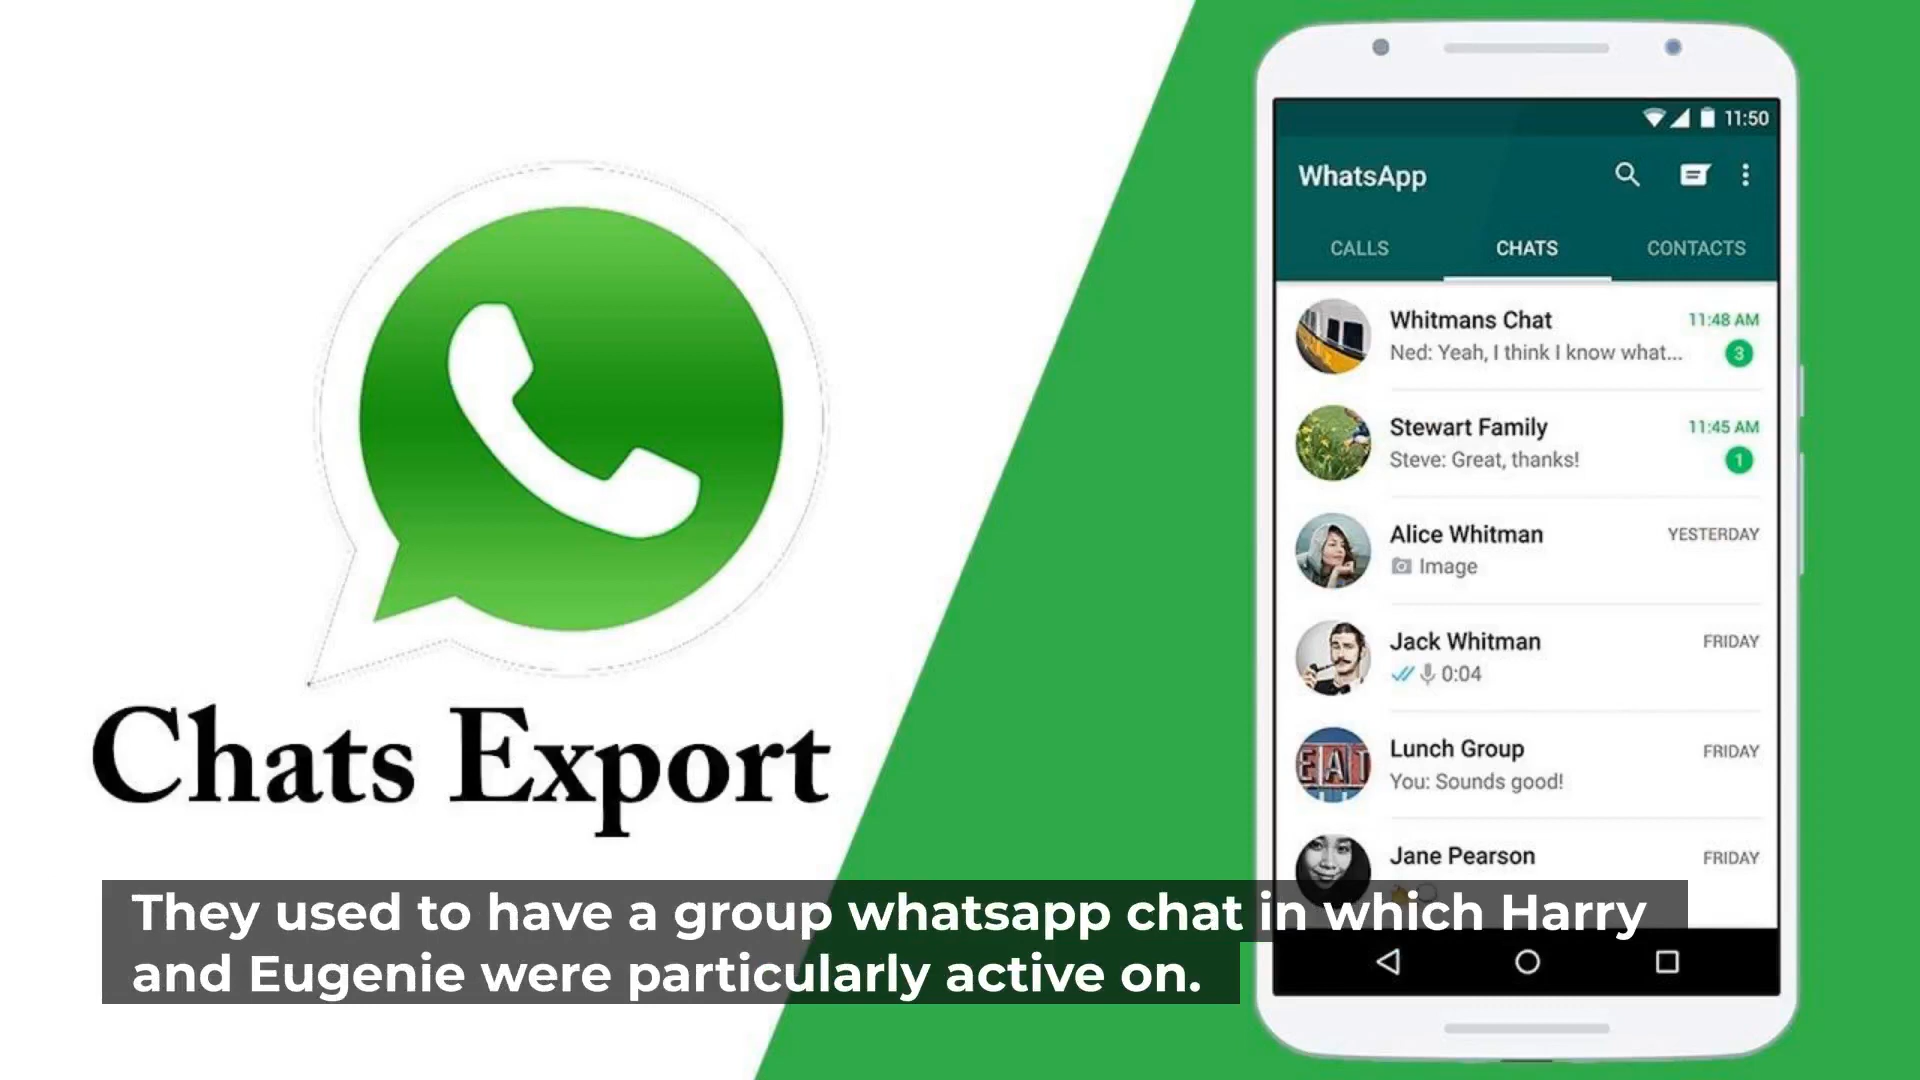 11:50
WhatsApp
CALLS CHATS CONTACTS
Whitmans Chat 11:48 AM
Ned: Yeah, I think I know what... 3
Stewart Family 11:45 AM
Steve: Great, thanks! 1
Alice Whitman YESTERDAY
Image
Jack Whitman FRIDAY
0:04
EAT
Lunch Group FRIDAY
You: Sounds good!
Jane Pearson FRIDAY
Chats Export
They used to have a group whatsapp chat in which Harry
and Eugenie were particularly active on.